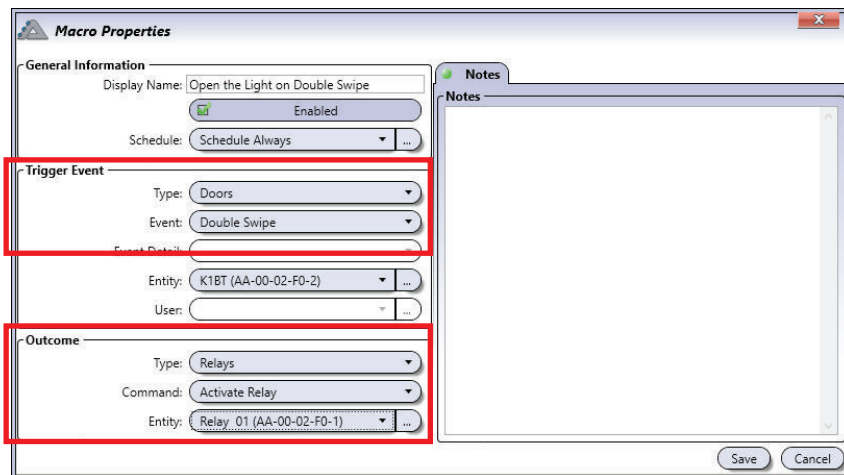 Macro Properties
X
General Information
Display Name: Open the Light on Double Swipe
Enabled
Schedule: Schedule Always ...
Trigger Event
Type: Doors
Event: Double Swipe
Event Detail:
Entity: K1BT (AA-00-02-F0-2) ...
User: ...
Outcome
Type: Relays
Command: Activate Relay
Entity: Relay 01 (AA-00-02-F0-1) ...
Notes
Notes
Save Cancel